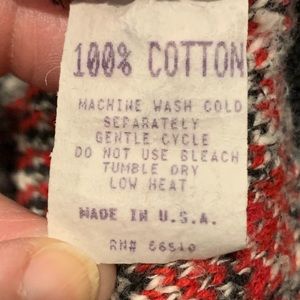 100% COTTON
MACHINE WASH COLD
SEPARATELY
GENTLE CYCLE
DO NOT USE BLEACH
TUMBLE DRY
LOW HEAT
MADE IN U.S.A.
RN# 66510